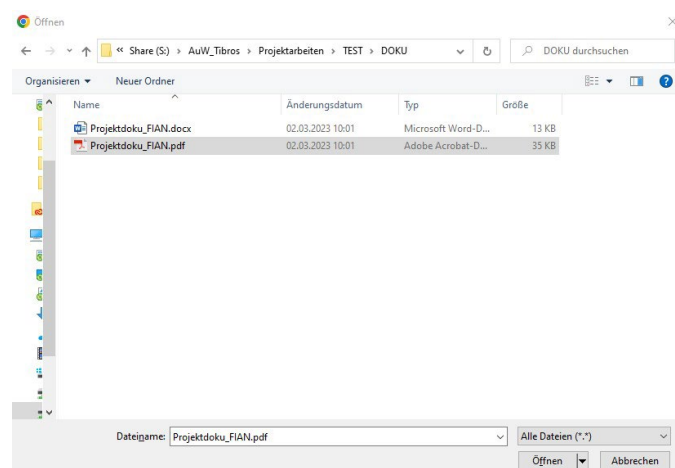 Öffnen
« Share (S:) › AuW_Tibros › Projektarbeiten › TEST › DOKU
DOKU durchsuchen
Organisieren Neuer Ordner
Name Änderungsdatum Typ Größe
Projektdoku_FIAN.docx 02.03.2023 10:01 Microsoft Word-D... 13 KB
Projektdoku_FIAN.pdf 02.03.2023 10:01 Adobe Acrobat-D... 35 KB
Dateiname: Projektdoku_FIAN.pdf Alle Dateien (*.*)
Öffnen Abbrechen